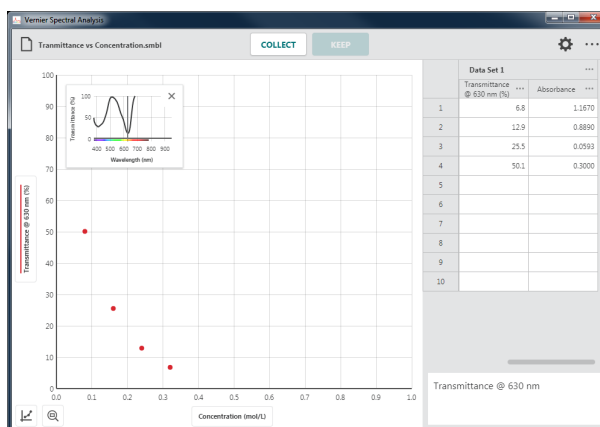 Vernier Spectral Analysis
Tranmittance vs Concentration.smbl
COLLECT
KEEP
Transmittance @ 630 nm (%)
100
90
80
70
60
50
40
30
20
10
0
0.0 0.1 0.2 0.3 0.4 0.5 0.6 0.7 0.8 0.9 1.0
Concentration (mol/L)
Transmittance (%)
100
50
0
400 500 600 700 800 900
Wavelength (nm)
Data Set 1
Transmittance @ 630 nm (%) Absorbance
1 6.8 1.1670
2 12.9 0.8890
3 25.5 0.0593
4 50.1 0.3000
5
6
7
8
9
10
Transmittance @ 630 nm